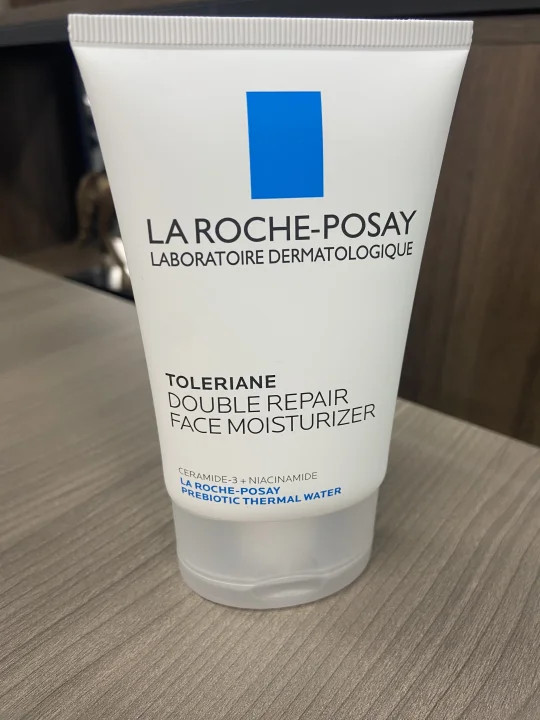 LA ROCHE-POSAY
LABORATOIRE DERMATOLOGIQUE
TOLERIANE
DOUBLE REPAIR
FACE MOISTURIZER
CERAMIDE-3 + NIACINAMIDE
LA ROCHE-POSAY
PREBIOTIC THERMAL WATER